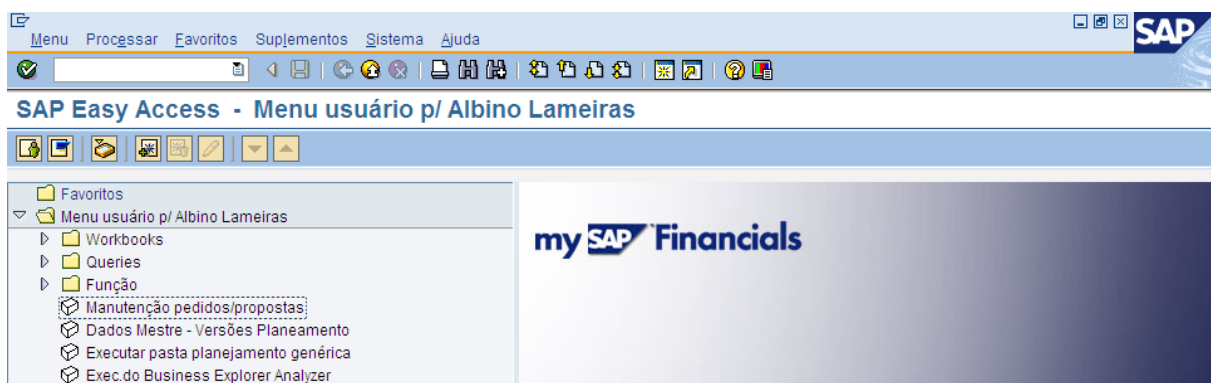 Menu Processar Favoritos Suplementos Sistema Ajuda
SAP
SAP Easy Access - Menu usuário p/ Albino Lameiras
Favoritos
Menu usuário p/ Albino Lameiras
Workbooks
Queries
Função
Manutenção pedidos/propostas
Dados Mestre - Versões Planeamento
Executar pasta planejamento genérica
Exec.do Business Explorer Analyzer
my SAP Financials